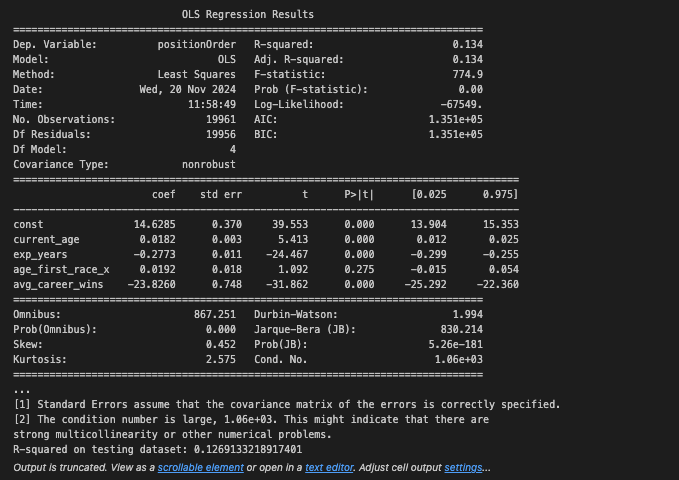 OLS Regression Results
==============================================================================
Dep. Variable:          positionOrder   R-squared:                       0.134
Model:                            OLS   Adj. R-squared:                  0.134
Method:                 Least Squares   F-statistic:                     774.9
Date:                Wed, 20 Nov 2024   Prob (F-statistic):               0.00
Time:                        11:58:49   Log-Likelihood:                -67549.
No. Observations:               19961   AIC:                         1.351e+05
Df Residuals:                   19956   BIC:                         1.351e+05
Df Model:                           4
Covariance Type:            nonrobust
====================================================================================
                       coef    std err          t      P>|t|      [0.025      0.975]
------------------------------------------------------------------------------------
const               14.6285      0.370     39.553      0.000      13.904      15.353
current_age          0.0182      0.003      5.413      0.000       0.012       0.025
exp_years           -0.2773      0.011    -24.467      0.000      -0.299      -0.255
age_first_race_x     0.0192      0.018      1.092      0.275      -0.015       0.054
avg_career_wins    -23.8260      0.748    -31.862      0.000     -25.292     -22.360
==============================================================================
Omnibus:                      867.251   Durbin-Watson:                   1.994
Prob(Omnibus):                  0.000   Jarque-Bera (JB):              830.214
Skew:                           0.452   Prob(JB):                    5.26e-181
Kurtosis:                       2.575   Cond. No.                     1.06e+03
==============================================================================
...
[1] Standard Errors assume that the covariance matrix of the errors is correctly specified.
[2] The condition number is large, 1.06e+03. This might indicate that there are
strong multicollinearity or other numerical problems.
R-squared on testing dataset: 0.1269133218917401
Output is truncated. View as a scrollable element or open in a text editor. Adjust cell output settings...